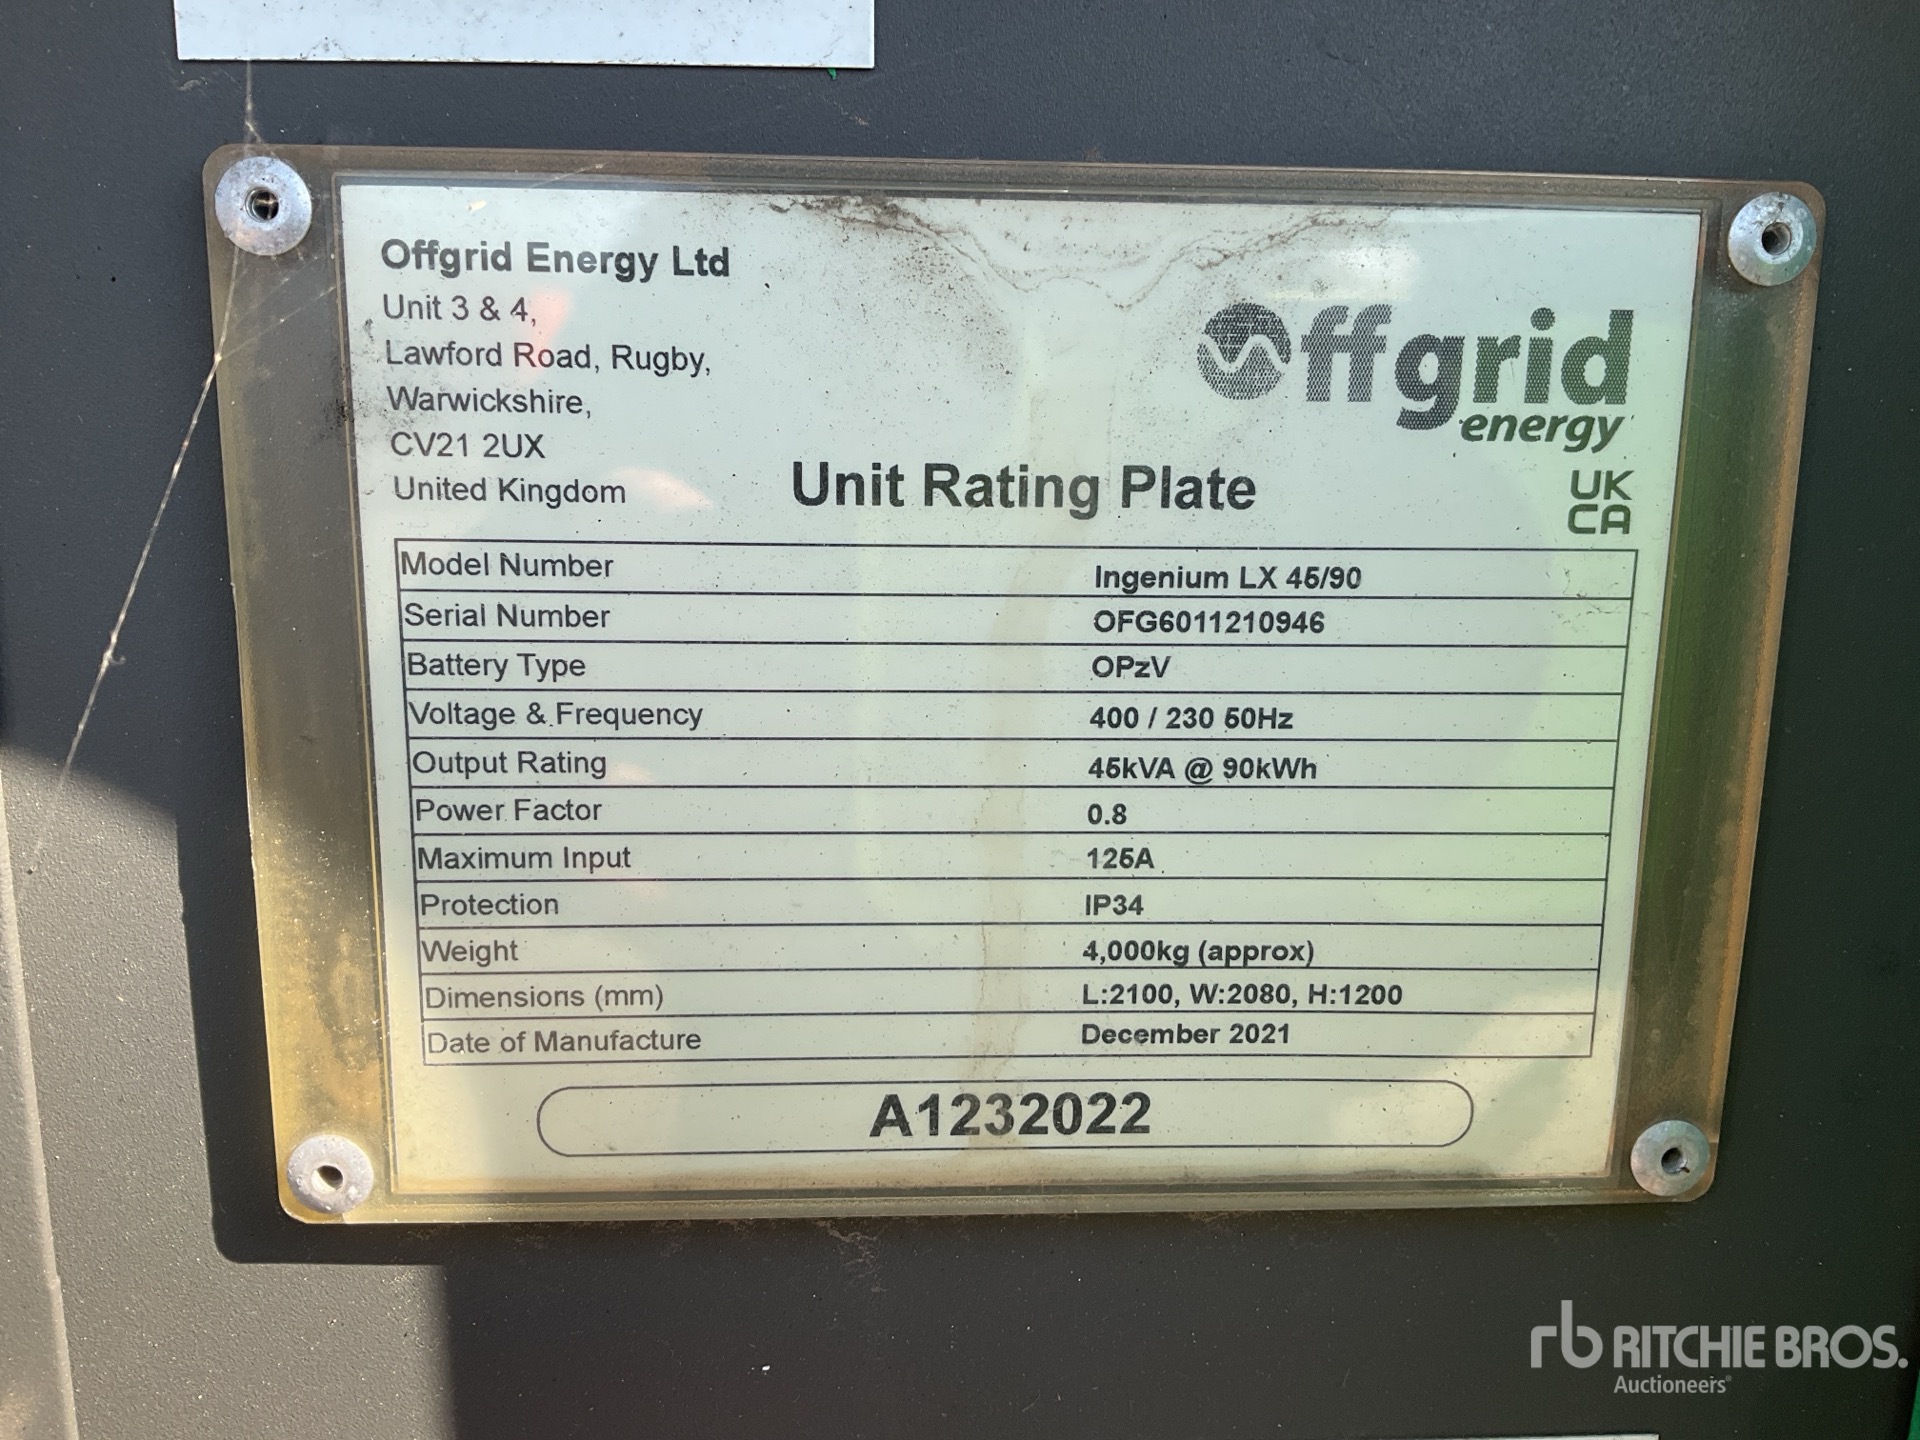 Offgrid Energy Ltd
Unit 3 & 4,
Lawford Road, Rugby,
Warwickshire,
CV21 2UX
United Kingdom
Offgrid
energy
Unit Rating Plate
UK
CA
Model Number Ingenium LX 45/90
Serial Number OFG6011210946
Battery Type OPzV
Voltage & Frequency 400 / 230 50Hz
Output Rating 45kVA @ 90kWh
Power Factor 0.8
Maximum Input 125A
Protection IP34
Weight 4,000kg (approx)
Dimensions (mm) L:2100, W:2080, H:1200
Date of Manufacture December 2021
A1232022
rb RITCHIE BROS.
Auctioneers®